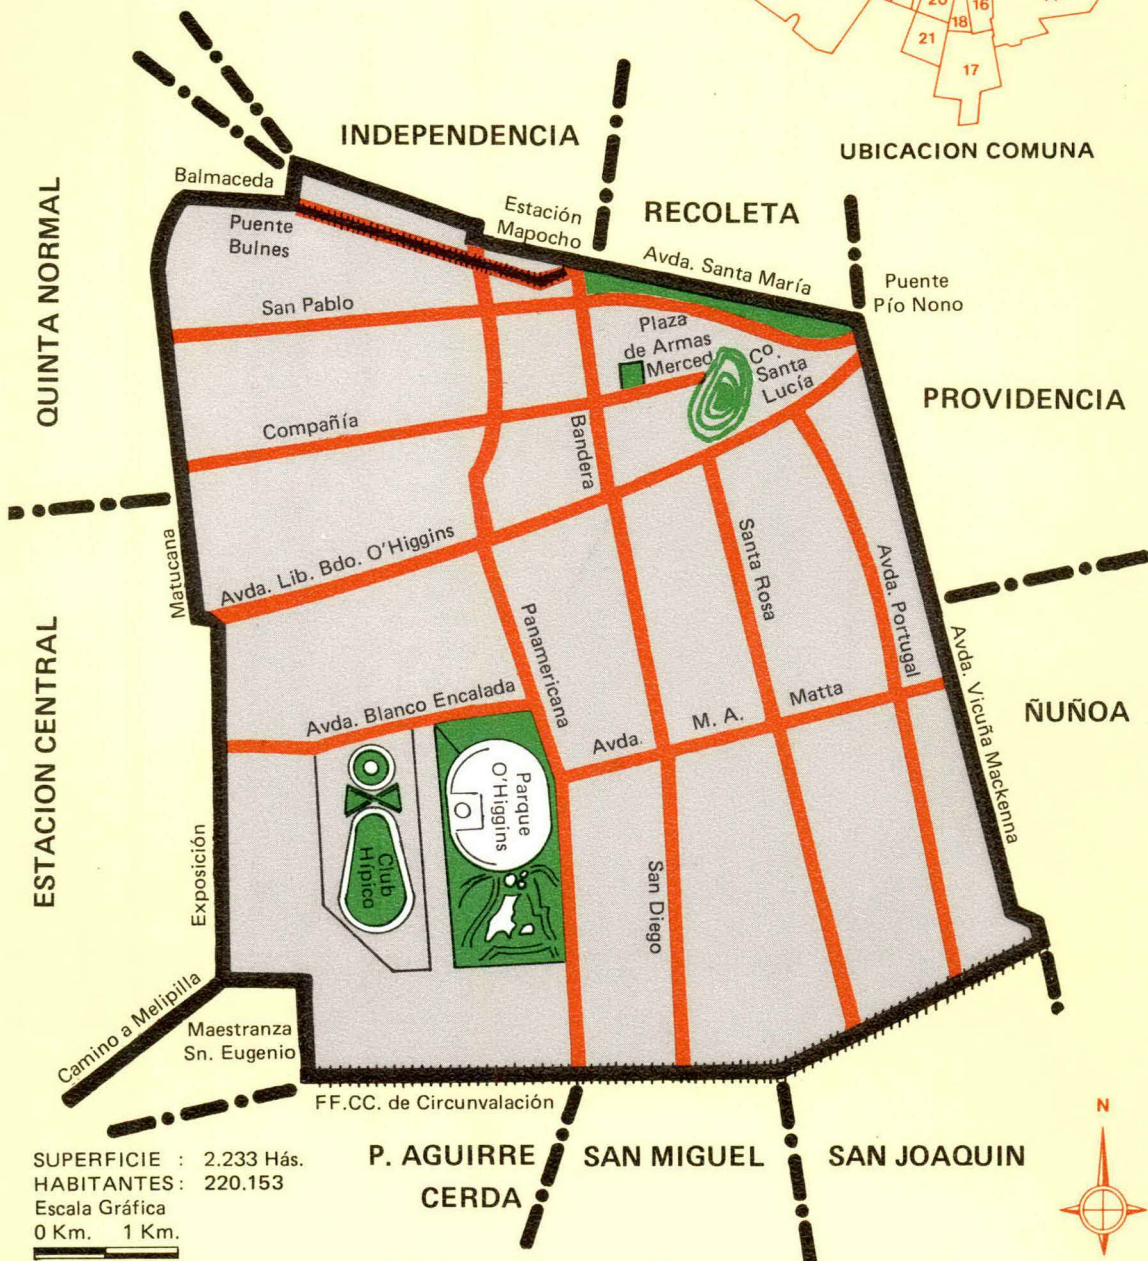 20
16
18
21
17
UBICACION COMUNA
INDEPENDENCIA
RECOLETA
Balmaceda
Puente
Bulnes
Estación
Mapocho
Avda. Santa María
Puente
Pío Nono
QUINTA NORMAL
San Pablo
Plaza
de Armas
Merced
Cº.
Santa
Lucía
PROVIDENCIA
Compañía
Bandera
Matucana
Avda. Lib. Bdo. O'Higgins
Santa Rosa
Avda. Portugal
Panamericana
Avda. Vicuña Mackenna
ÑUÑOA
ESTACION CENTRAL
Avda. Blanco Encalada
Avda. M. A. Matta
Parque
O'Higgins
Club
Hípico
Exposición
San Diego
Camino a Melipilla
Maestranza
Sn. Eugenio
FF.CC. de Circunvalación
P. AGUIRRE
CERDA
SAN MIGUEL
SAN JOAQUIN
SUPERFICIE : 2.233 Hás.
HABITANTES : 220.153
Escala Gráfica
0 Km. 1 Km.
N